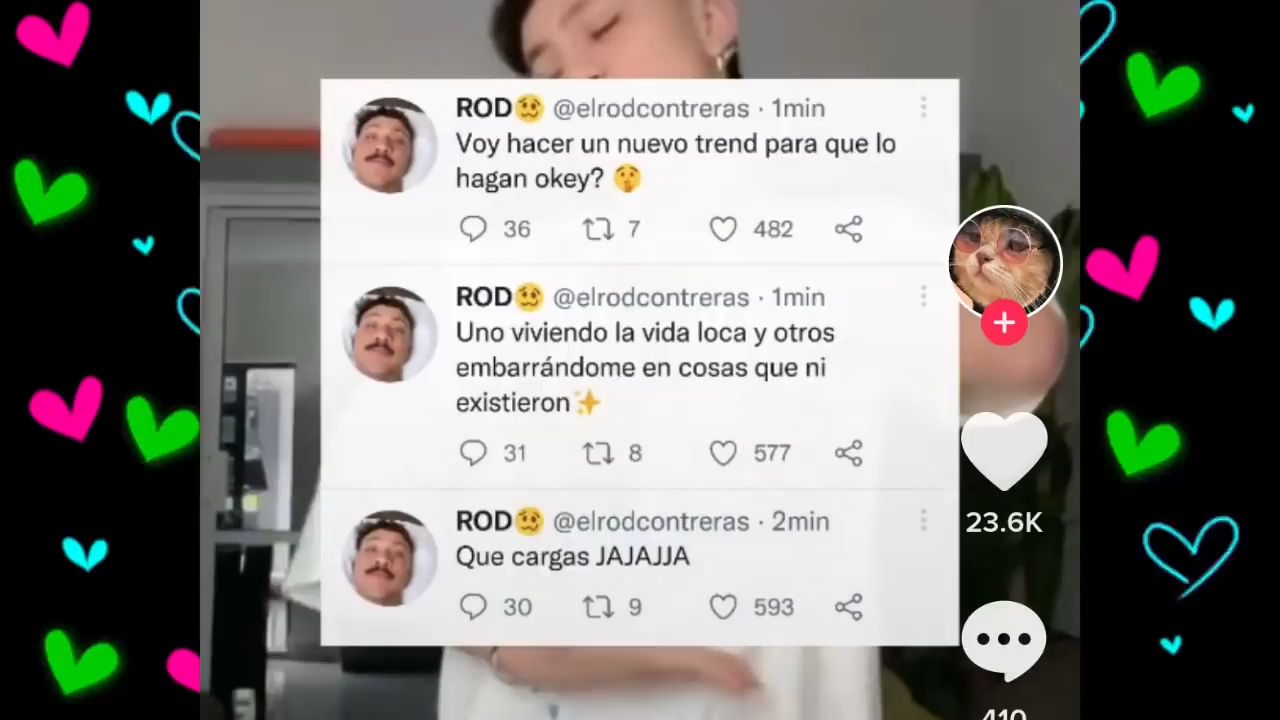 ROD🥴 @elrodcontreras · 1min
Voy hacer un nuevo trend para que lo
hagan okey? 🤫
36 7 482
ROD🥴 @elrodcontreras · 1min
Uno viviendo la vida loca y otros
embarrándome en cosas que ni
existieron✨
31 8 577
ROD🥴 @elrodcontreras · 2min
Que cargas JAJAJJA
30 9 593
23.6K
410